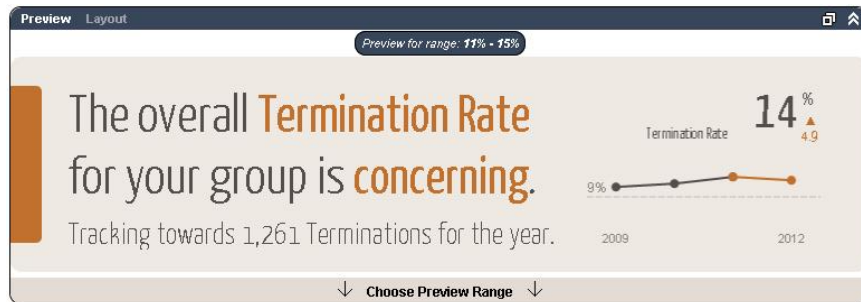 Preview Layout
Preview for range: 11% - 15%
The overall Termination Rate
for your group is concerning.
Tracking towards 1,261 Terminations for the year.
Termination Rate 14 %
▲
4.9
9%
2009 2012
↓ Choose Preview Range ↓